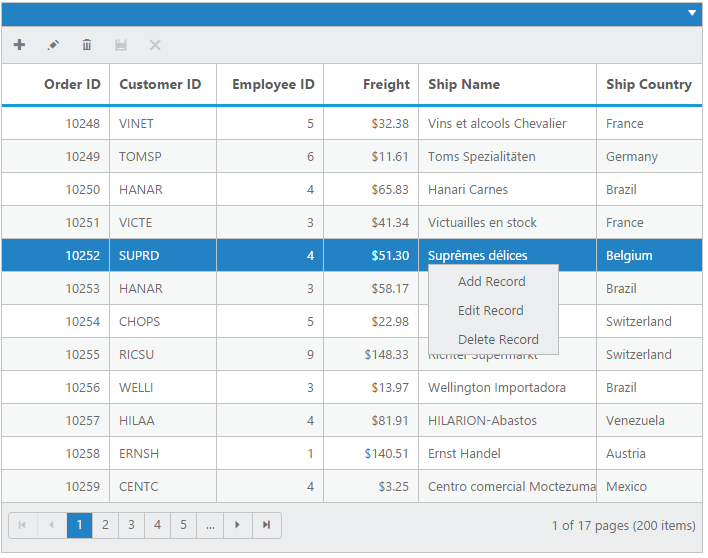 Order ID Customer ID Employee ID Freight Ship Name Ship Country
10248 VINET 5 $32.38 Vins et alcools Chevalier France
10249 TOMSP 6 $11.61 Toms Spezialitäten Germany
10250 HANAR 4 $65.83 Hanari Carnes Brazil
10251 VICTE 3 $41.34 Victuailles en stock France
10252 SUPRD 4 $51.30 Suprêmes délices Belgium
Add Record
Edit Record
Delete Record
10253 HANAR 3 $58.17 Brazil
10254 CHOPS 5 $22.98 Switzerland
10255 RICSU 9 $148.33 Richter Supermarkt Switzerland
10256 WELLI 3 $13.97 Wellington Importadora Brazil
10257 HILAA 4 $81.91 HILARION-Abastos Venezuela
10258 ERNSH 1 $140.51 Ernst Handel Austria
10259 CENTC 4 $3.25 Centro comercial Moctezuma Mexico
1 2 3 4 5 ... 1 of 17 pages (200 items)